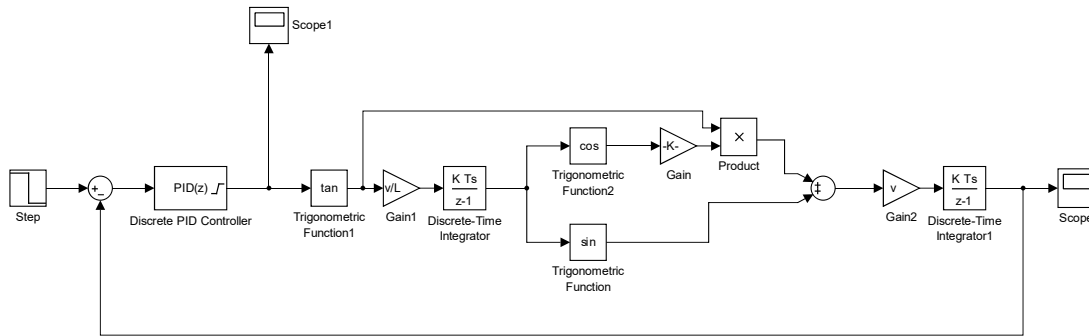 Scope1
Step
+
−
PID(z)
Discrete PID Controller
tan
Trigonometric
Function1
v/L
Gain1
K Ts
z-1
Discrete-Time
Integrator
cos
Trigonometric
Function2
-K-
Gain
×
Product
sin
Trigonometric
Function
+
+
v
Gain2
K Ts
z-1
Discrete-Time
Integrator1
Scope